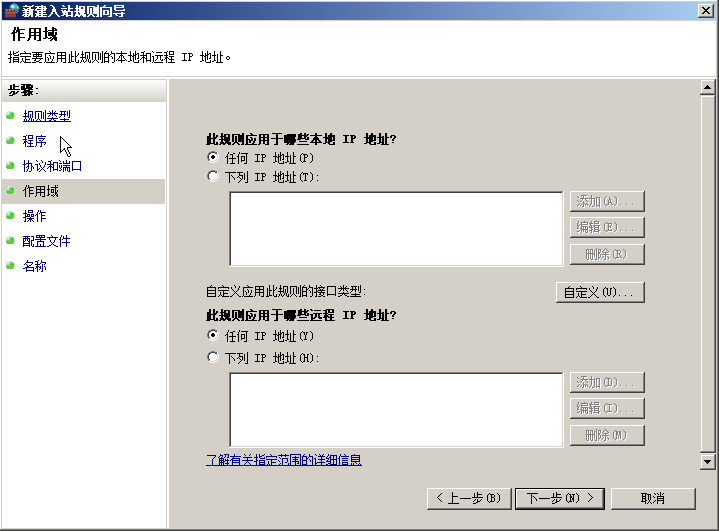 新建入站规则向导
作用域
指定要应用此规则的本地和远程 IP 地址。
步骤:
规则类型
程序
协议和端口
作用域
操作
配置文件
名称
此规则应用于哪些本地 IP 地址?
任何 IP 地址(P)
下列 IP 地址(T):
添加(A)...
编辑(E)...
删除(R)
自定义应用此规则的接口类型:
自定义(U)...
此规则应用于哪些远程 IP 地址?
任何 IP 地址(Y)
下列 IP 地址(H):
添加(D)...
编辑(I)...
删除(M)
了解有关指定范围的详细信息
< 上一步(B)
下一步(N) >
取消